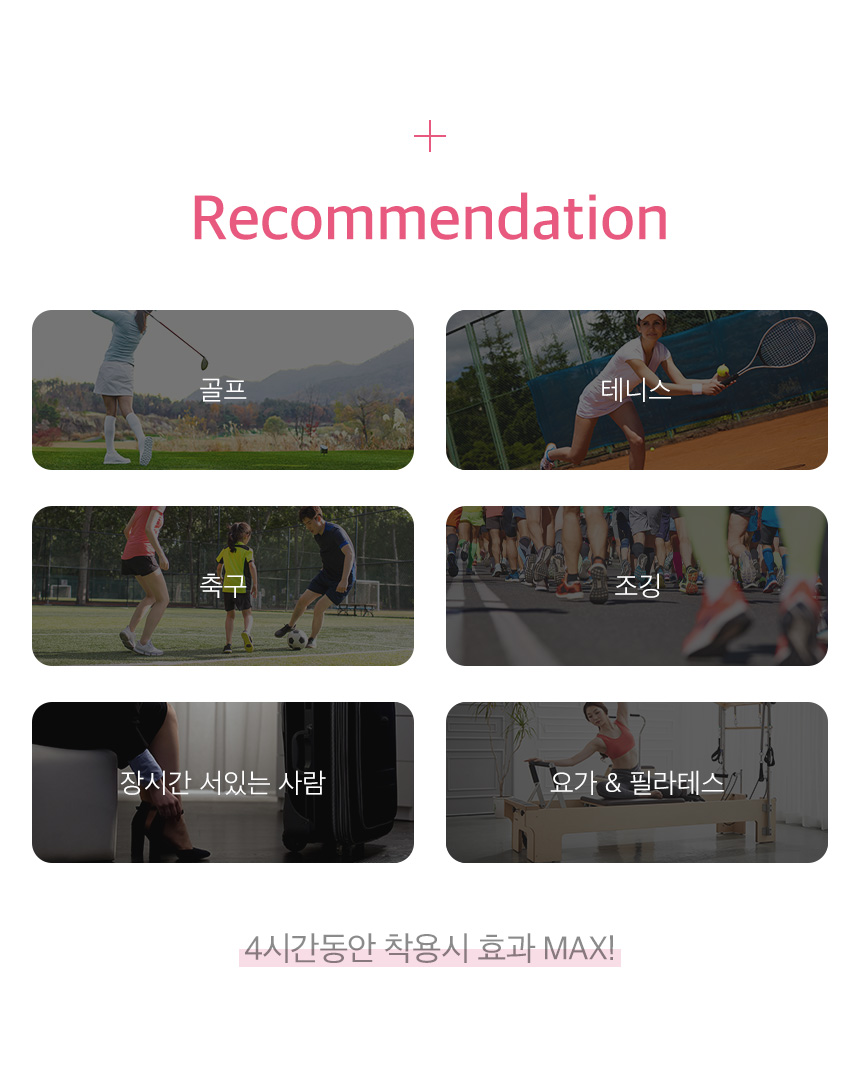 Recommendation
골프
테니스
축구
조깅
장시간 서있는 사람
요가 & 필라테스
4시간동안 착용시 효과 MAX!